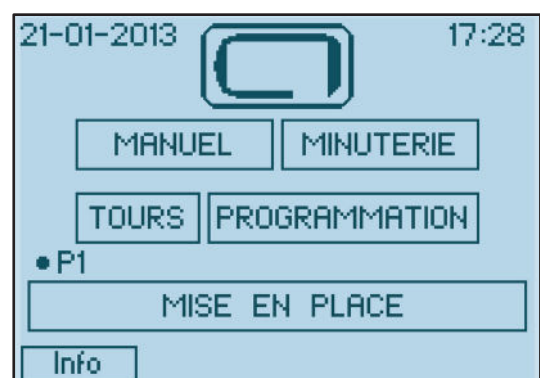 21-01-2013 17:28
MANUEL MINUTERIE
TOURS PROGRAMMATION
• P1
MISE EN PLACE
Info